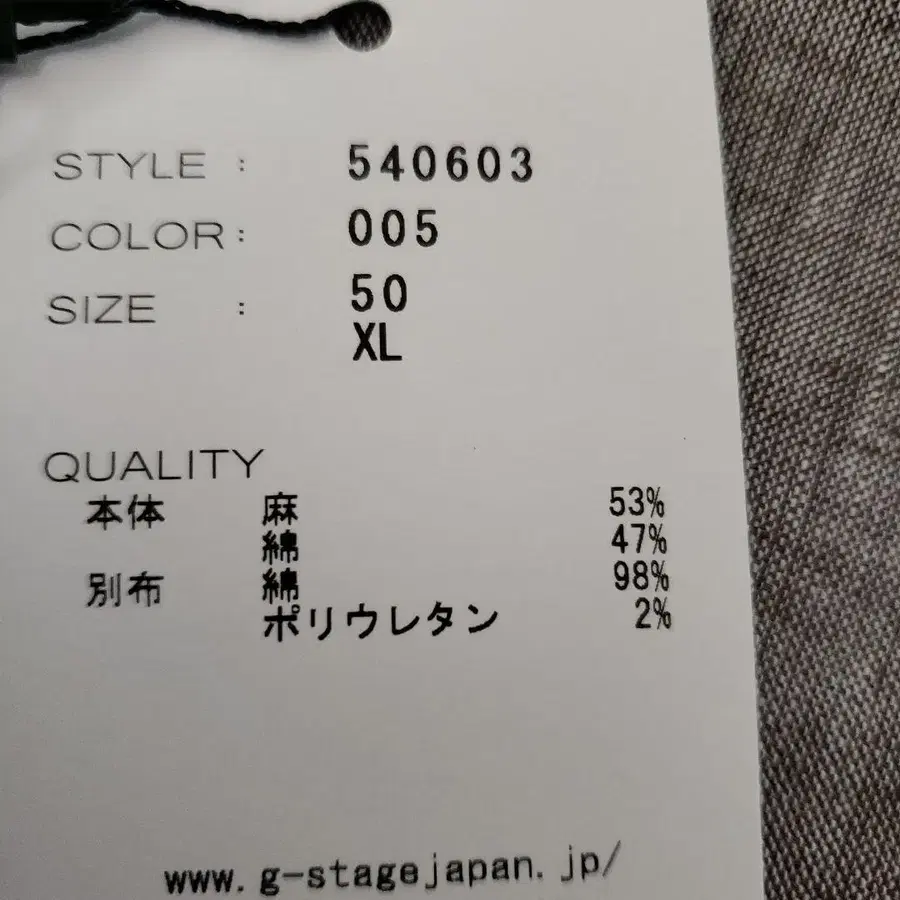 STYLE : 540603
COLOR : 005
SIZE : 50
XL
QUALITY
本体 麻 53%
綿 47%
別布 綿 98%
ポリウレタン 2%
www.g-stagejapan.jp/